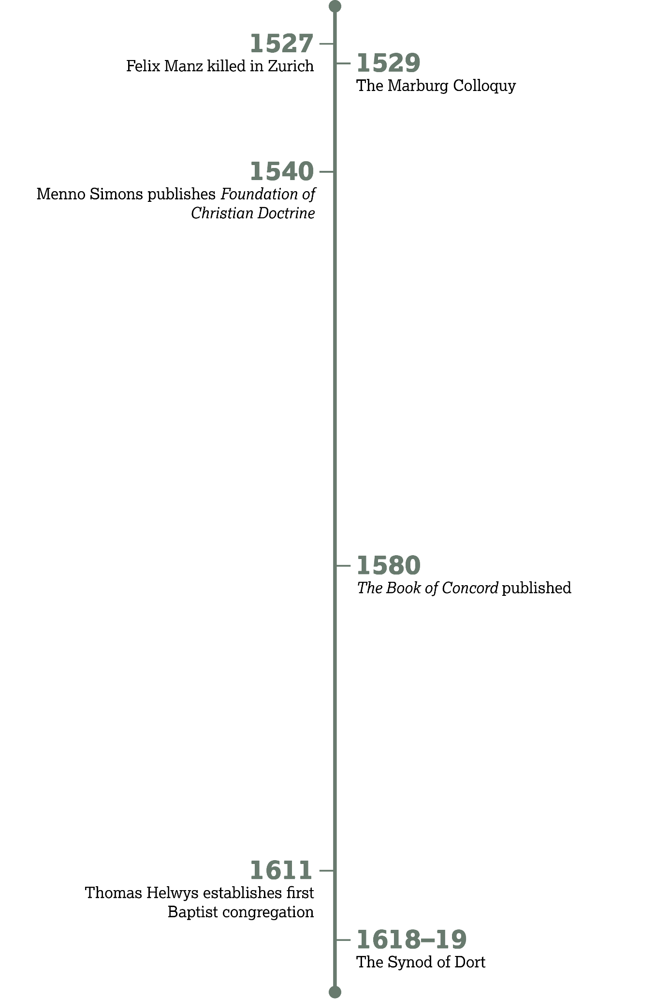 1527
Felix Manz killed in Zurich
1529
The Marburg Colloquy
1540
Menno Simons publishes Foundation of
Christian Doctrine
1580
The Book of Concord published
1611
Thomas Helwys establishes first
Baptist congregation
1618–19
The Synod of Dort